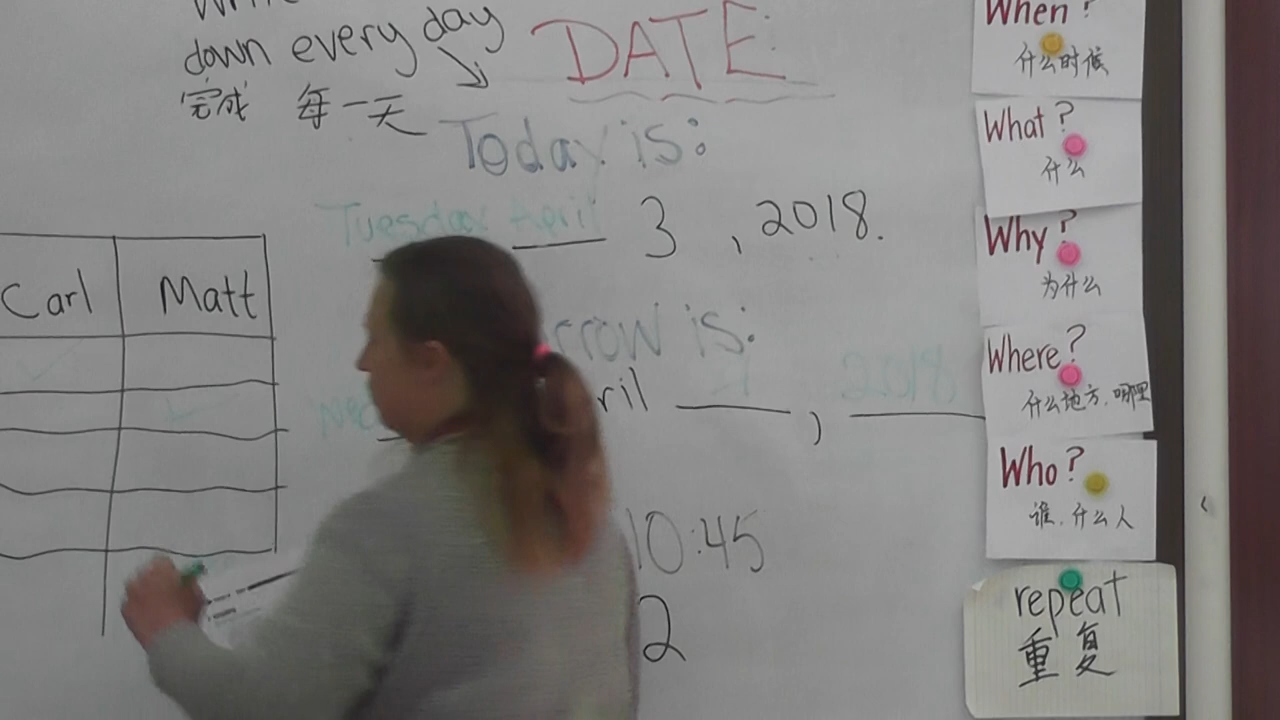 down every day
完成 每一天
DATE:
Today is:
Tuesday April 3, 2018.
rrow is:
ril , 2018
10:45
2
Carl Matt
When?
什么时候
What?
什么
Why?
为什么
Where?
什么地方.哪里
Who?
谁.什么人
repeat
重复